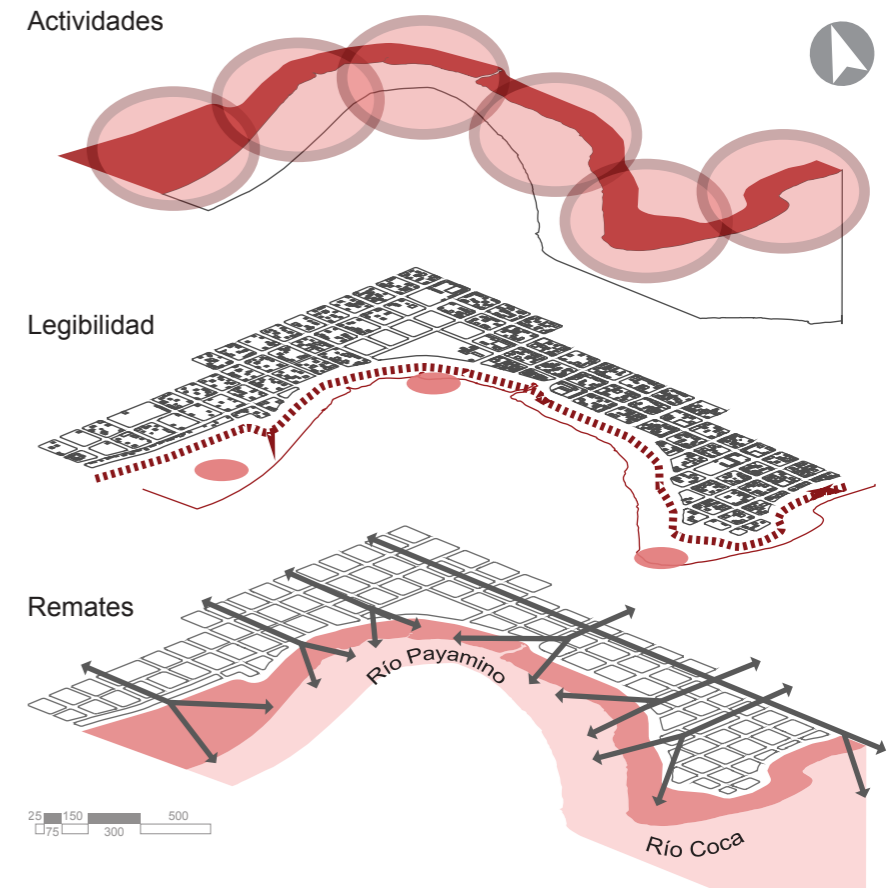 Actividades
Legibilidad
Remates
Río Payamino
Río Coca
25 150 500
75 300